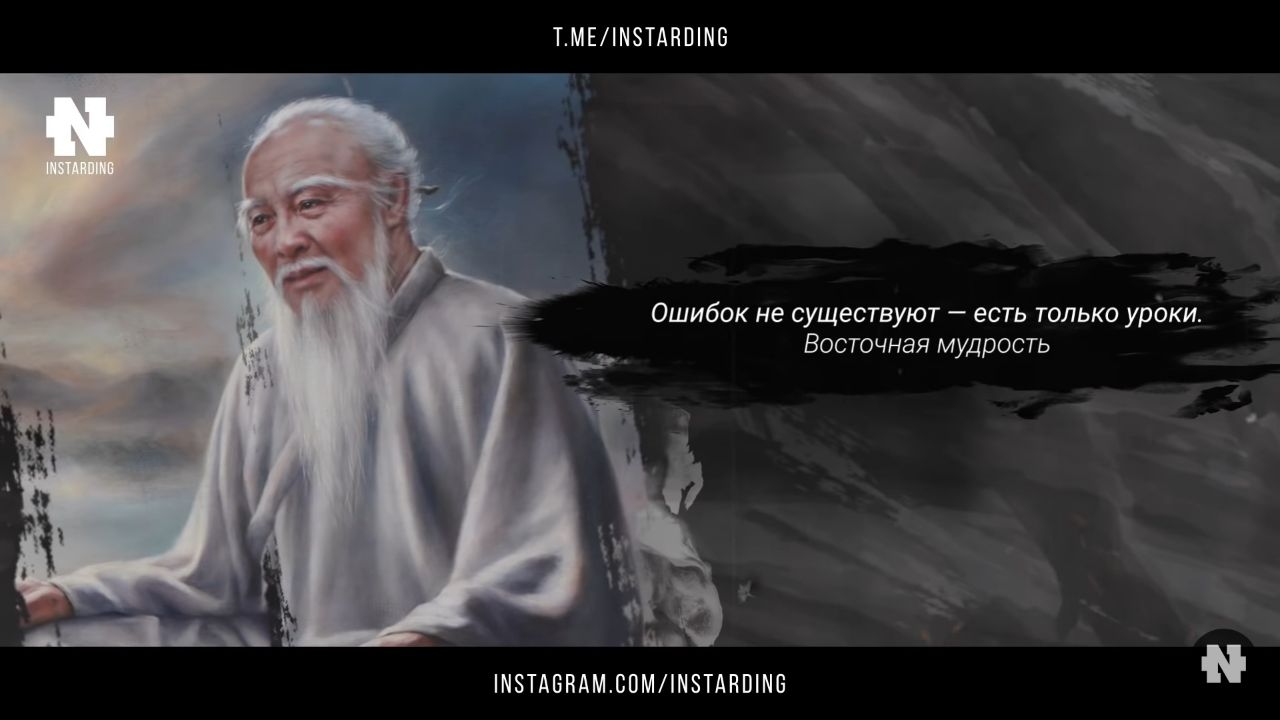 T.ME/INSTARDING
N
INSTARDING
Ошибок не существуют — есть только уроки.
Восточная мудрость
N
INSTAGRAM.COM/INSTARDING